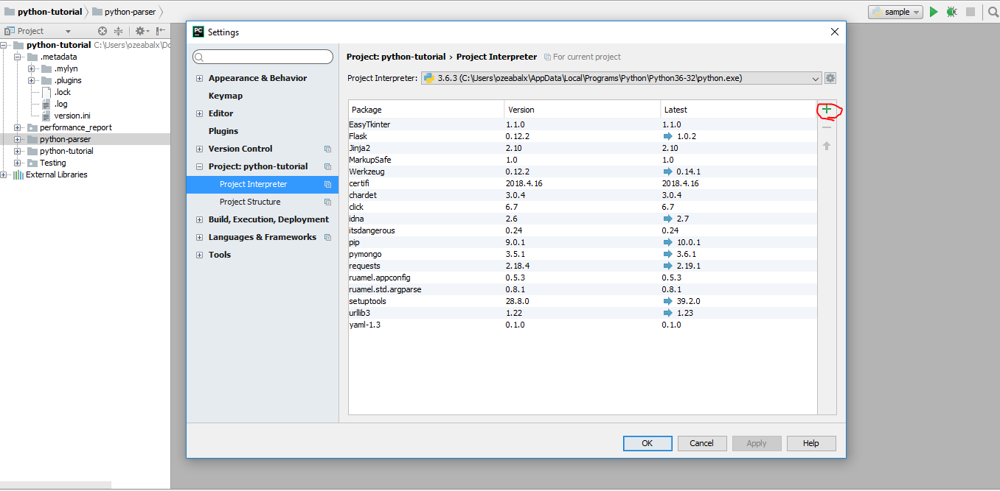 python-tutorial python-parser sample
Project
python-tutorial C:\Users\ozeabalx\Do
.metadata
.mylyn
.plugins
.lock
.log
version.ini
performance_report
python-parser
python-tutorial
Testing
External Libraries
PC Settings
Appearance & Behavior
Keymap
Editor
Plugins
Version Control
Project: python-tutorial
Project Interpreter
Project Structure
Build, Execution, Deployment
Languages & Frameworks
Tools
Project: python-tutorial › Project Interpreter For current project
Project Interpreter: 3.6.3 (C:\Users\ozeabalx\AppData\Local\Programs\Python\Python36-32\python.exe)
Package Version Latest
EasyTkinter 1.1.0 1.1.0
Flask 0.12.2 1.0.2
Jinja2 2.10 2.10
MarkupSafe 1.0 1.0
Werkzeug 0.12.2 0.14.1
certifi 2018.4.16 2018.4.16
chardet 3.0.4 3.0.4
click 6.7 6.7
idna 2.6 2.7
itsdangerous 0.24 0.24
pip 9.0.1 10.0.1
pymongo 3.5.1 3.6.1
requests 2.18.4 2.19.1
ruamel.appconfig 0.5.3 0.5.3
ruamel.std.argparse 0.8.1 0.8.1
setuptools 28.8.0 39.2.0
urllib3 1.22 1.23
yaml-1.3 0.1.0 0.1.0
OK Cancel Apply Help